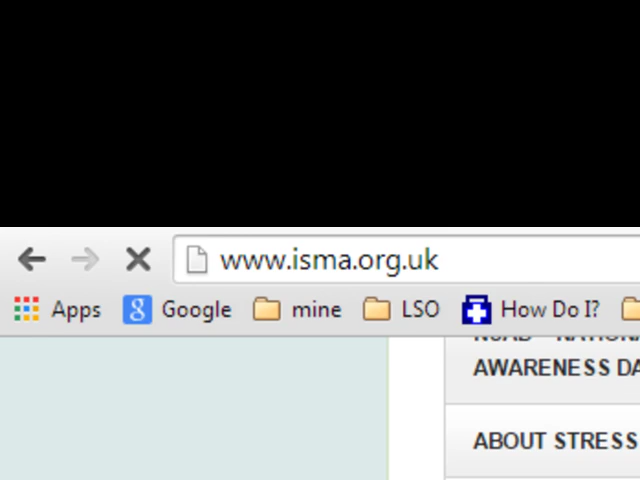 www.isma.org.uk
Apps Google mine LSO How Do I?
AWARENESS DA
ABOUT STRESS